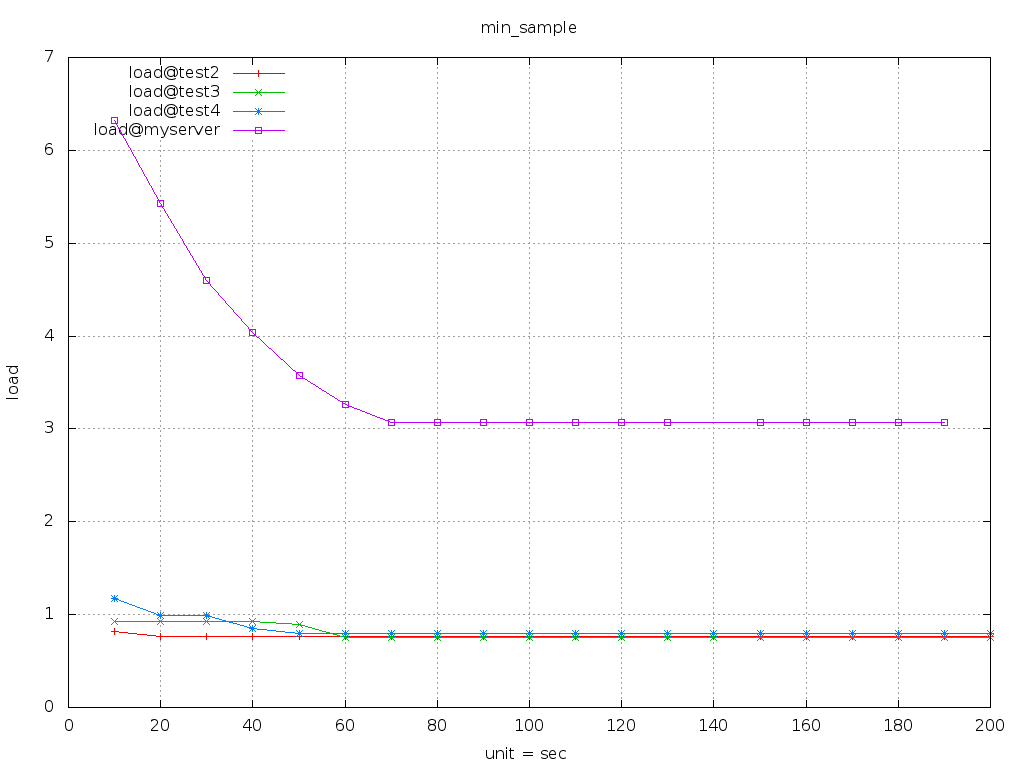 min_sample
7
6
5
4
3
2
1
0
load
load@test2
load@test3
load@test4
load@myserver
0 20 40 60 80 100 120 140 160 180 200
unit = sec